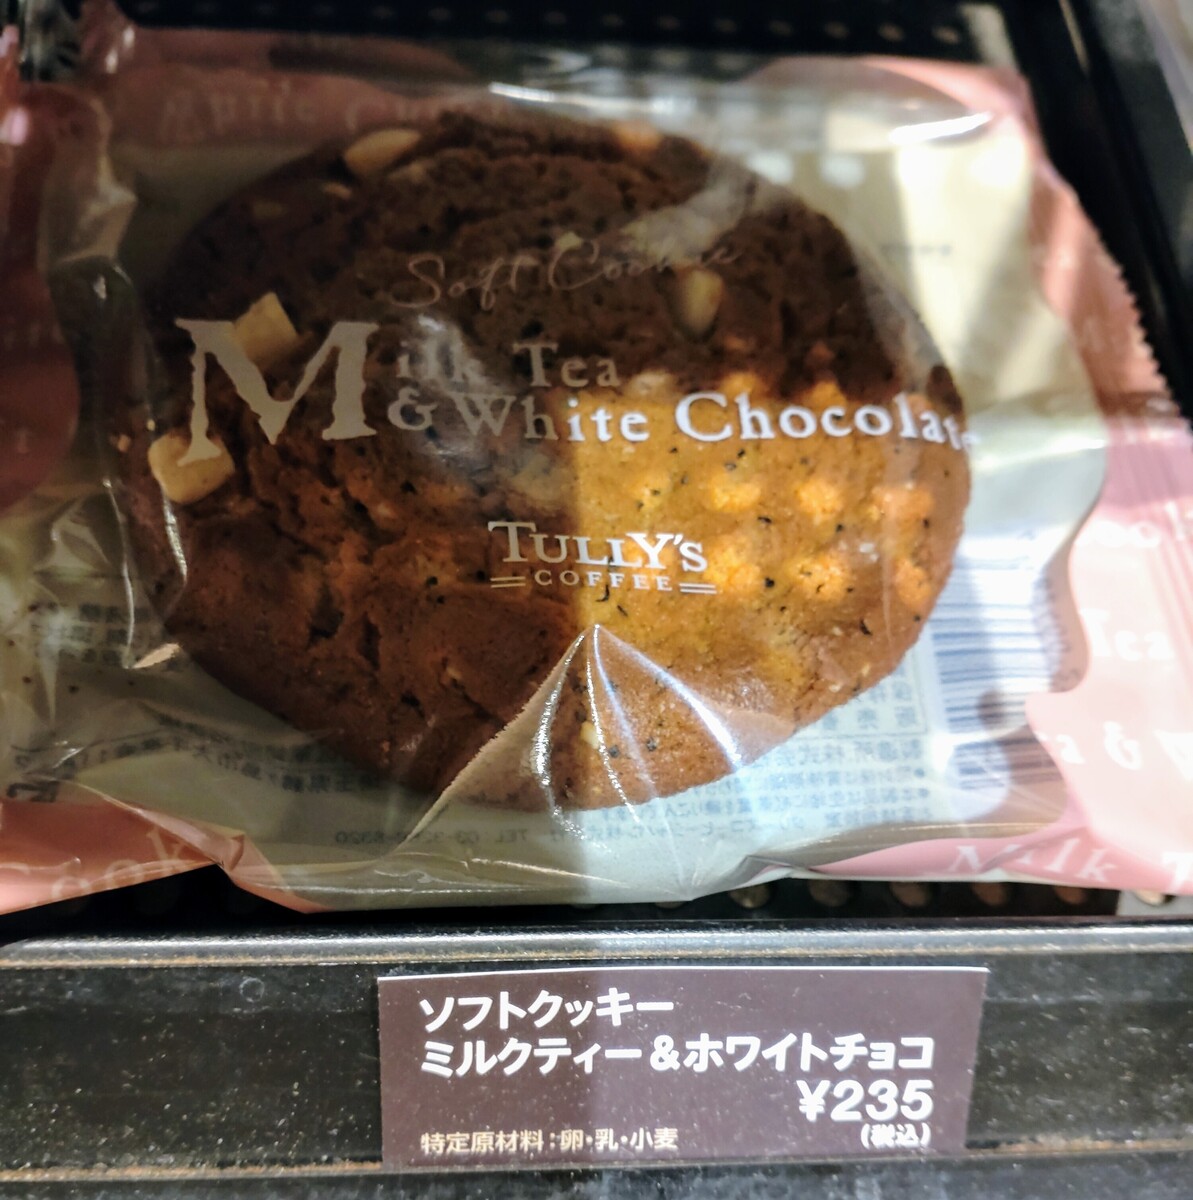 Soft Cookie
Milk Tea
& White Chocolate
TULLY'S
COFFEE
Tea
a &
Milk T
ソフトクッキー
ミルクティー&ホワイトチョコ
¥235
(税込)
特定原材料:卵・乳・小麦